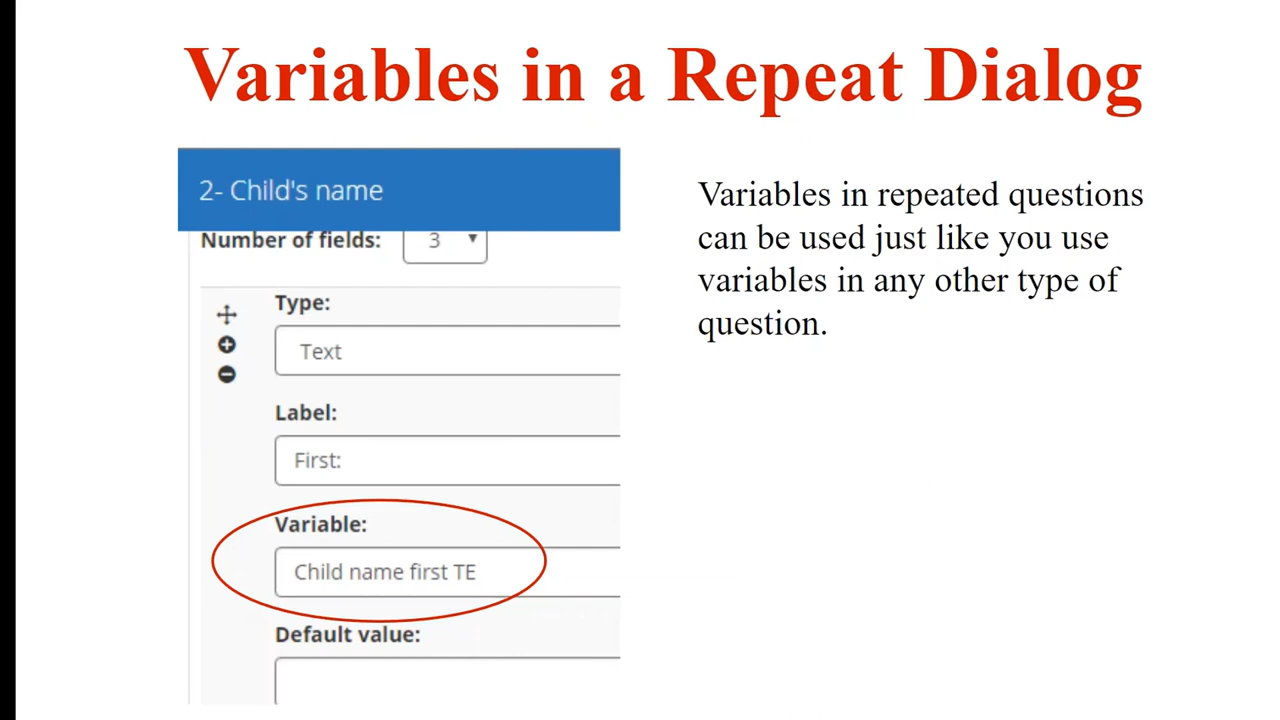 Variables in a Repeat Dialog
2- Child's name
Number of fields: 3
Type:
Text
Label:
First:
Variable:
Child name first TE
Default value:
Variables in repeated questions
can be used just like you use
variables in any other type of
question.